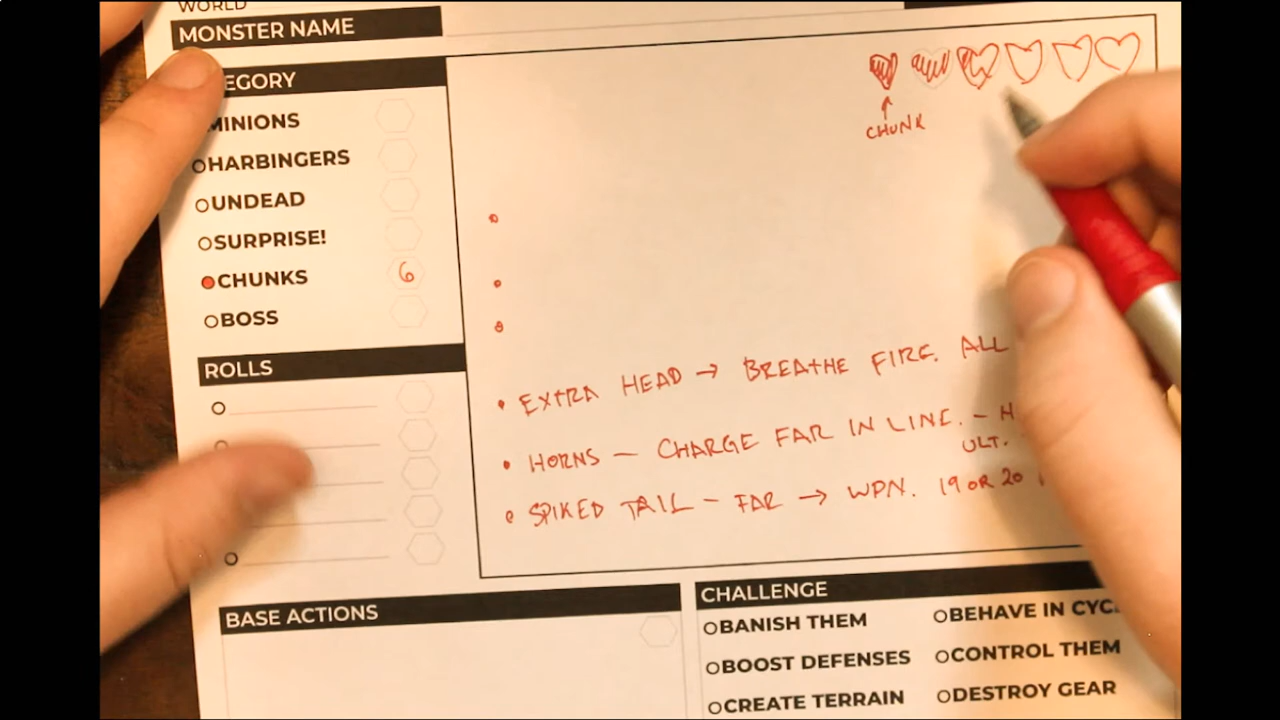 WORLD
MONSTER NAME
EGORY
MINIONS
HARBINGERS
UNDEAD
SURPRISE!
CHUNKS 6
BOSS
CHUNK
ROLLS
• EXTRA HEAD → BREATHE FIRE. ALL
• HORNS – CHARGE FAR IN LINE. – H
ULT.
• SPIKED TAIL – FAR → WPN. 19 OR 20
BASE ACTIONS
CHALLENGE
BANISH THEM
BEHAVE IN CYC
BOOST DEFENSES
CONTROL THEM
CREATE TERRAIN
DESTROY GEAR